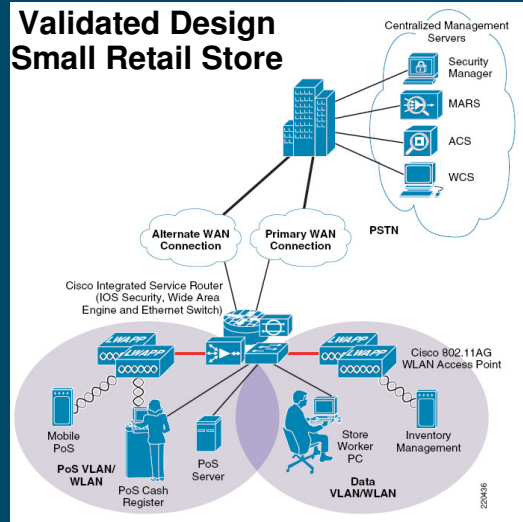 Validated Design
Small Retail Store
Centralized Management
Servers
Security
Manager
MARS
ACS
WCS
Alternate WAN
Connection
Primary WAN
Connection
PSTN
Cisco Integrated Service Router
(IOS Security, Wide Area
Engine and Ethernet Switch)
LWAPP
LWAPP
LWAPP
LWAPP
Cisco 802.11AG
WLAN Access Point
Mobile
PoS
PoS VLAN/
WLAN
PoS Cash
Register
PoS
Server
Store
Worker
PC
Data
VLAN/WLAN
Inventory
Management
220436